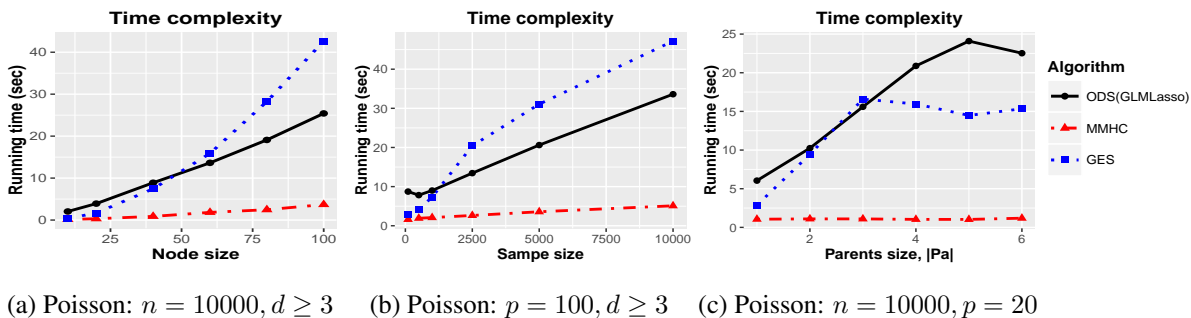 Time complexity
Running time (sec)
40
30
20
10
0
25
50
75
100
Node size
Time complexity
Running time (sec)
40
30
20
10
0
0
2500
5000
7500
10000
Sampe size
Time complexity
Running time (sec)
25
20
15
10
5
0
2
4
6
Parents size, |Pa|
Algorithm
ODS(GLMLasso)
MMHC
GES
(a) Poisson: n = 10000, d ≥ 3
(b) Poisson: p = 100, d ≥ 3
(c) Poisson: n = 10000, p = 20